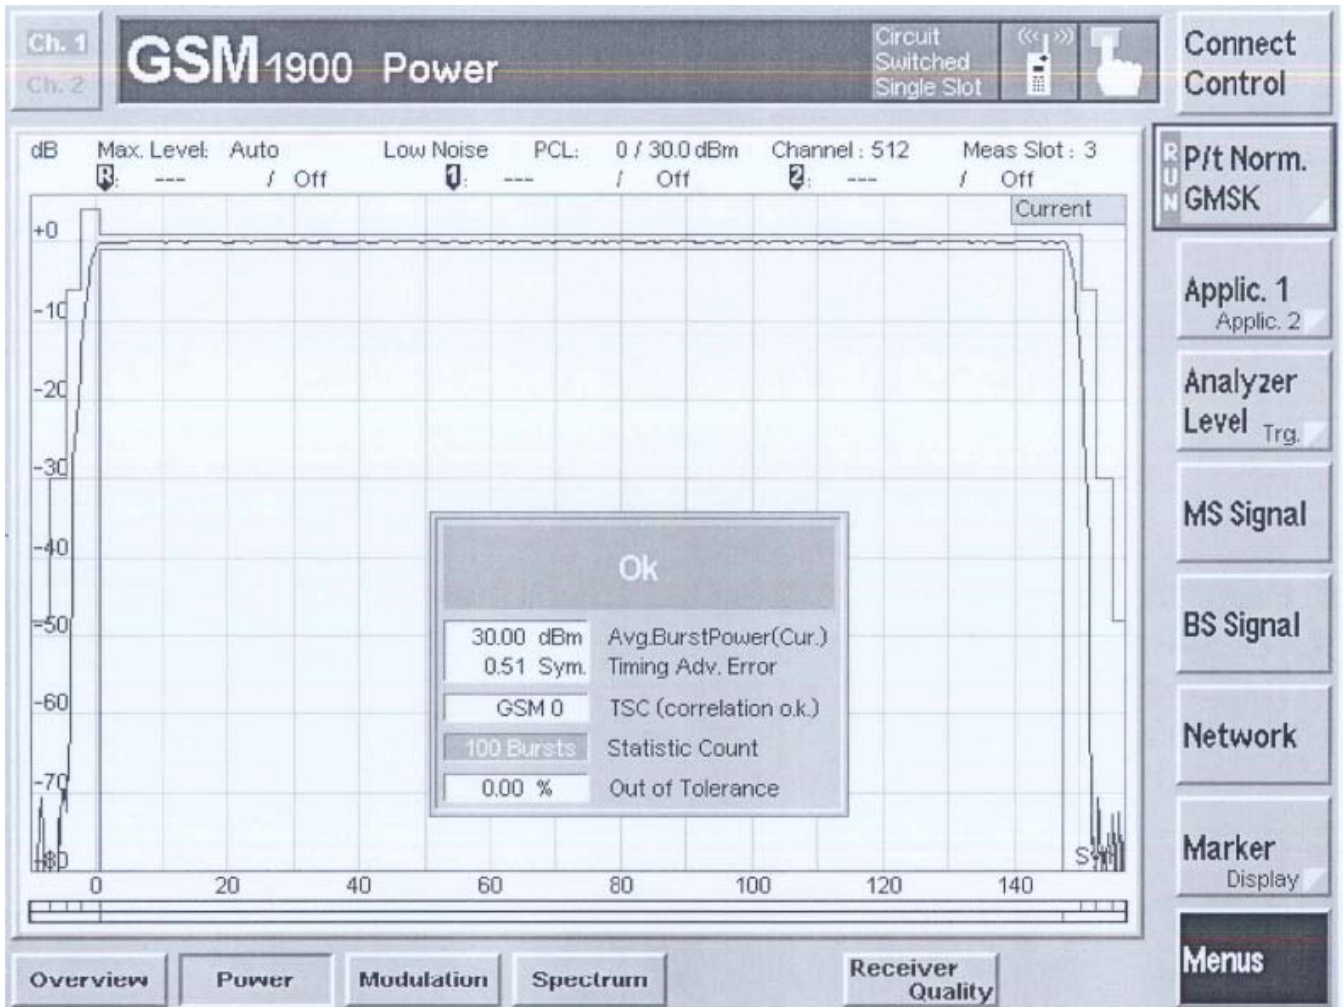 Ch. 1
Ch. 2
GSM 1900 Power
Circuit
Switched
Single Slot
Connect
Control
dB Max. Level: Auto Low Noise PCL: 0 / 30.0 dBm Channel : 512 Meas Slot : 3
R: --- / Off 1: --- / Off 2: --- / Off
Current
+0
-10
-20
-30
-40
-50
-60
-70
-80
0 20 40 60 80 100 120 140
Ok
30.00 dBm Avg.BurstPower(Cur.)
0.51 Sym. Timing Adv. Error
GSM 0 TSC (correlation o.k.)
100 Bursts Statistic Count
0.00 % Out of Tolerance
RUN
P/t Norm.
GMSK
Applic. 1
Applic. 2
Analyzer
Level Trg.
MS Signal
BS Signal
Network
Marker
Display
Menus
Overview
Power
Modulation
Spectrum
Receiver
Quality